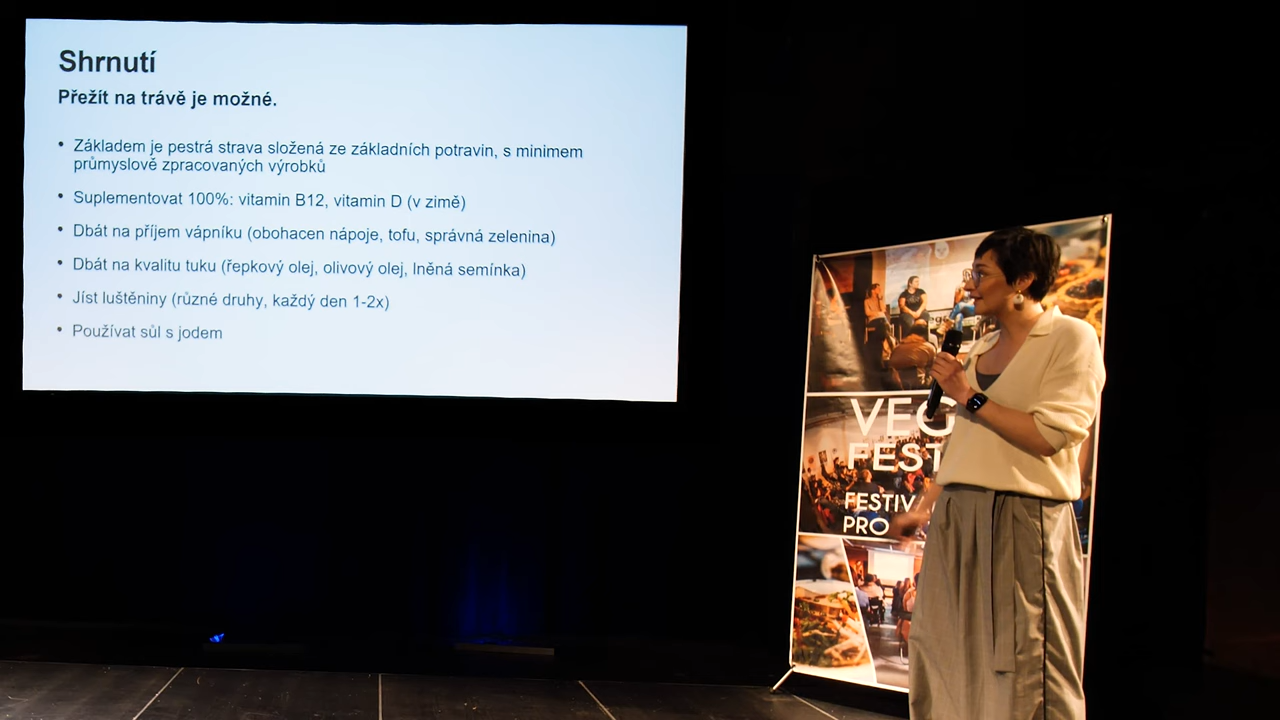 Shrnutí
Přežít na trávě je možné.
• Základem je pestrá strava složená ze základních potravin, s minimem
průmyslově zpracovaných výrobků
• Suplementovat 100%: vitamin B12, vitamin D (v zimě)
• Dbát na příjem vápníku (obohacen nápoje, tofu, správná zelenina)
• Dbát na kvalitu tuku (řepkový olej, olivový olej, lněná semínka)
• Jíst luštěniny (různé druhy, každý den 1-2x)
• Používat sůl s jodem
VEG
FEST
FESTIV
PRO